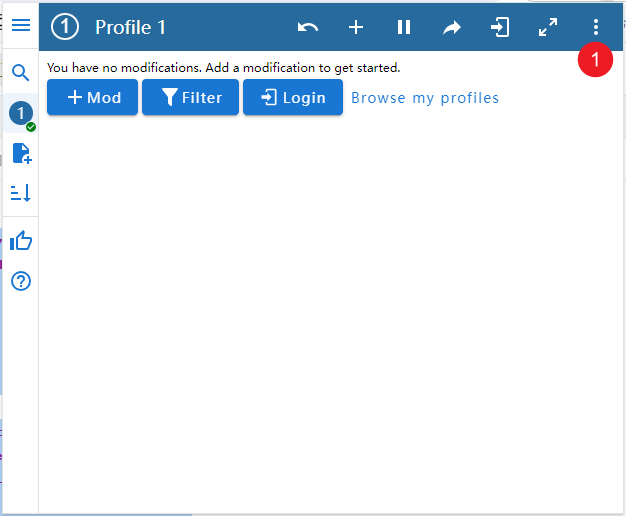 1 Profile 1
1
You have no modifications. Add a modification to get started.
+ Mod Filter Login Browse my profiles
1